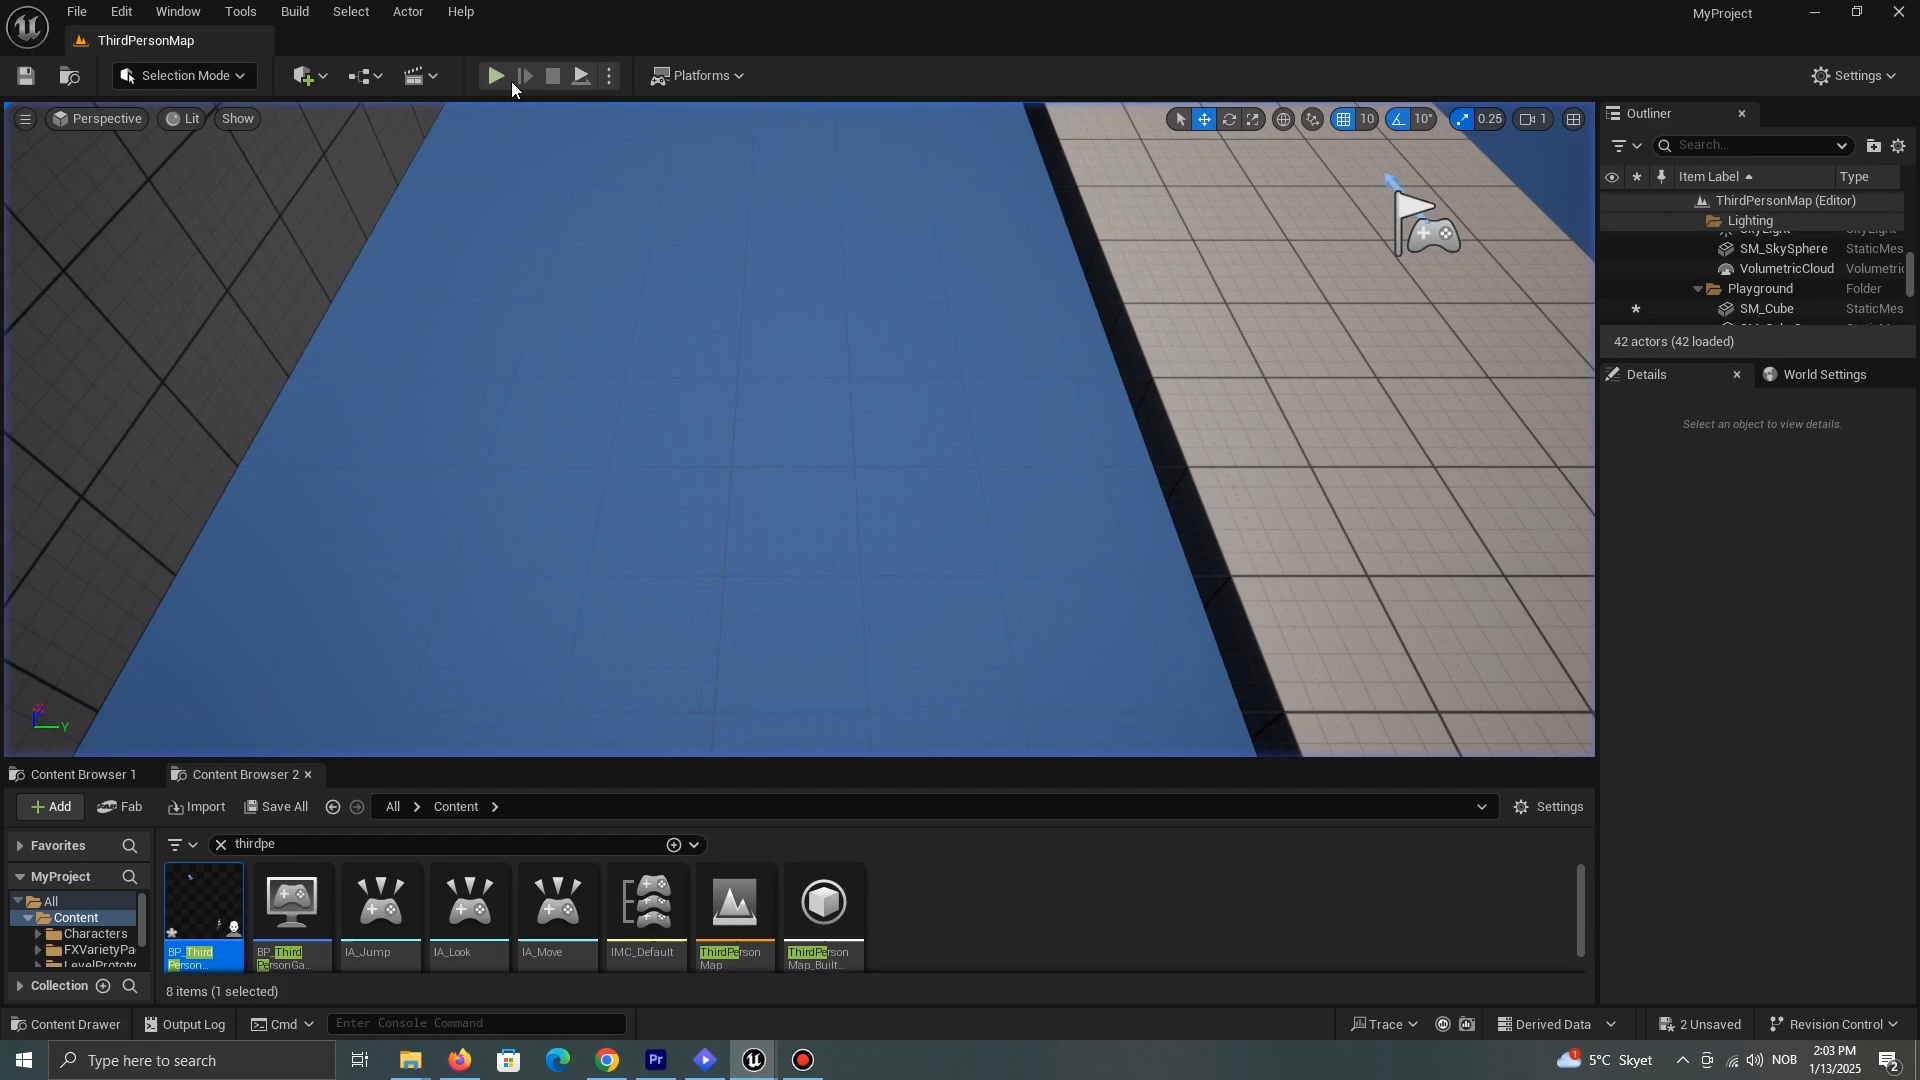 File Edit Window Tools Build Select Actor Help
MyProject
ThirdPersonMap
Selection Mode
Platforms
Settings
Perspective
Lit
Show
10
10°
0.25
1
Outliner
Search...
Item Label
Type
ThirdPersonMap (Editor)
Lighting
SkyLight
SM_SkySphere StaticMes
VolumetricCloud Volumetric
Playground Folder
SM_Cube StaticMes
42 actors (42 loaded)
Details
World Settings
Select an object to view details.
Y
Content Browser 1
Content Browser 2
Add
Fab
Import
Save All
All
Content
Settings
Favorites
thirdpe
MyProject
All
Content
Characters
FXVarietyPa
LevelPrototy
Collection
BP_Third
Person...
BP_Third
PersonGa...
IA_Jump
IA_Look
IA_Move
IMC_Default
ThirdPerson
Map
ThirdPerson
Map_Built...
8 items (1 selected)
Content Drawer
Output Log
Cmd
Enter Console Command
Trace
Derived Data
2 Unsaved
Revision Control
Type here to search
Pr
1
5°C Skyet
NOB
2:03 PM
1/13/2025
2